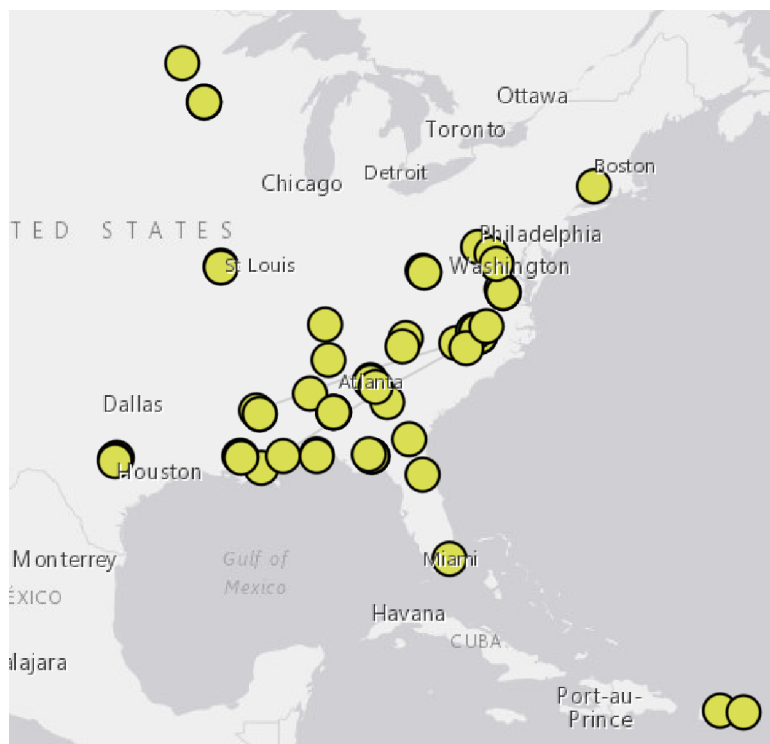 Ottawa
Toronto
Boston
Detroit
Chicago
TED STATES
Philadelphia
St Louis
Washington
Atlanta
Dallas
Houston
Monterrey
Gulf of
Mexico
Miami
ÉXICO
Havana
CUBA
alajara
Port-au-
Prince